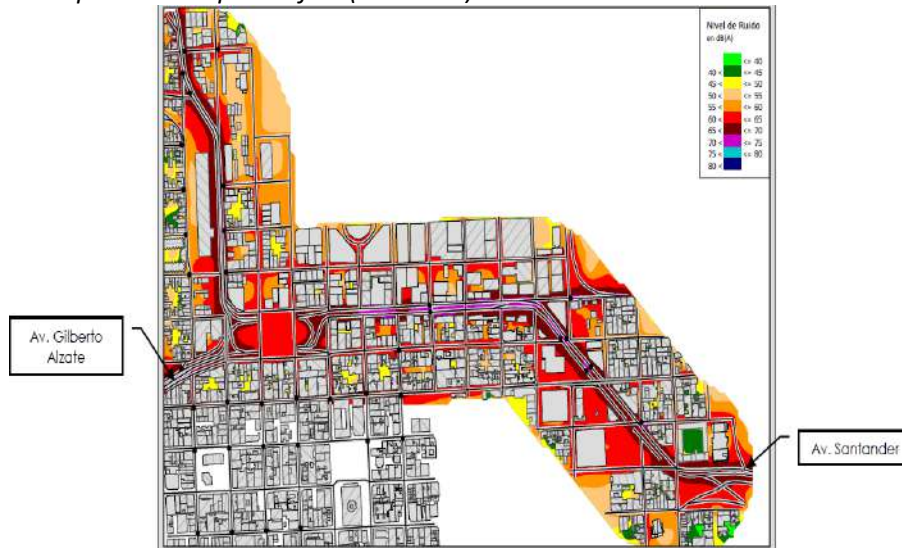 Nivel de Ruido
en dB(A)
<= 40
40 < <= 45
45 < <= 50
50 < <= 55
55 < <= 60
60 < <= 65
65 < <= 70
70 < <= 75
75 < <= 80
80 <
Av. Gilberto
Alzate
Av. Santander